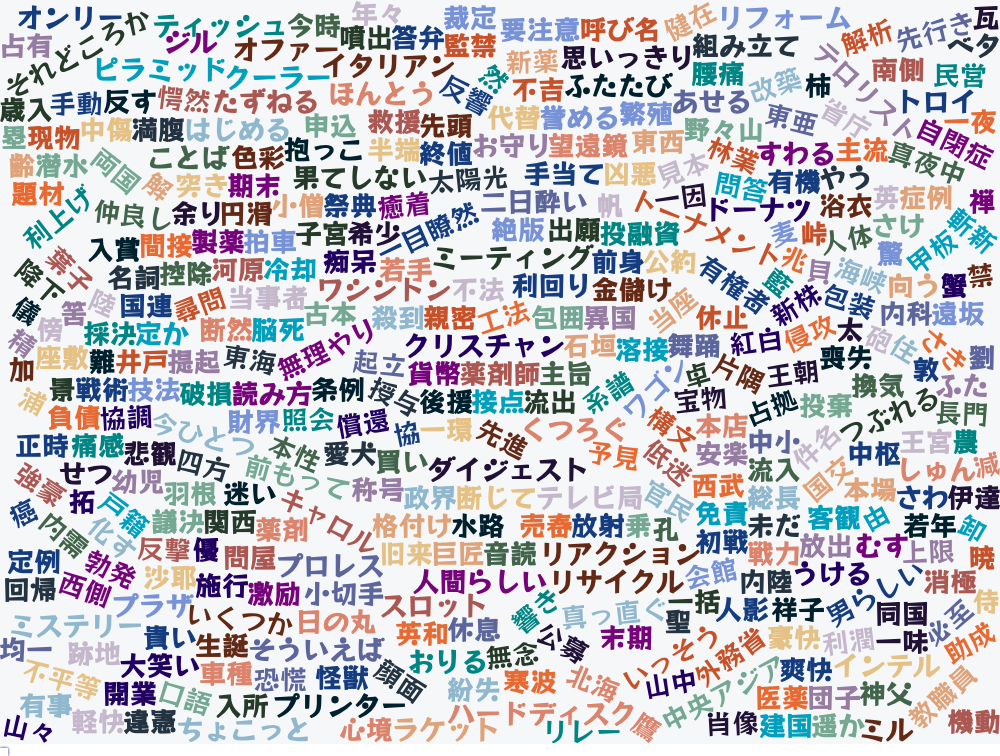 オンリー ティッシュ 今時 年々 噴出 答弁 裁定 要注意 呼び名 健在 リフォーム 解析 先行き 瓦
占有 それどころか ジル オファー 監禁 新薬 思いっきり 組み立て テロリスト 南側 民営 ベタ
ピラミッド クーラー イタリアン 反響 然 不吉 ふたたび 腰痛 改築 柿 トロイ
歳入 手動 反す 愕然 たずねる ほんとう 代替 誉める 繁殖 あせる 東亜 省庁 一夜
塁 現物 中傷 満腹 はじめる 申込 救援 先頭 お守り 望遠鏡 東西 野々山 自閉症
齢 潜水 両国 ことば 色彩 抱っこ 半端 終値 林業 すわる 主流 真夜中
題材 解 突き 期末 果てしない 太陽光 手当て 凶悪 見本 問答 有機 やう 英 症例 禅
利上げ 仲良し 余り 円滑 小僧 祭典 癒着 二日酔い 帆 一因 トーナメント ドーナツ 浴衣 さけ 斬新
入賞 間接 製薬 拍車 子宮 希少 一目瞭然 絶版 出願 投融資 麦 峠 人体 驚 甲板
葉子 降下 名詞 控除 河原 冷却 痴呆 若手 ミーティング 前身 公約 有権者 藍 兆 目 海峡 向う 蟹 禁
儀 筈 陸 国連 尋問 当事者 ワシントン 不法 利回り 金儲け 当座 新株 包装 内科 遠坂
精 傍 採決 定か 断然 脳死 古本 殺到 親密 工法 包囲 異国 休止 紅白 侵攻 太 砲 住 さき 劉
加 座敷 難 井戸 提起 東海 無理やり 起立 クリスチャン 石垣 溶接 舞踊 片隅 王朝 喪失 敦 ふた
浦 景 戦術 技法 破損 読み方 条例 授与 貨幣 薬剤師 主旨 系譜 ワゴン 卓 宝物 占拠 投棄 換気 つぶれる 長門
負債 協調 今ひとつ 財界 照会 償還 協 一環 後援 接点 流出 先進 くつろぐ 横文 本店 中小 件名
正時 痛感 悲観 四方 本性 愛犬 買い ダイジェスト 予見 低迷 安楽 流入 中枢 王宮 農
強豪 せつ 幼児 羽根 迷い 前もって 称号 政界 断じて テレビ局 官民 西武 総長 国交 本場 しゅん 減 さわ 伊達
癌 拓 戸籍 議決 関西 薬剤 キャロル 格付け 水路 売春 放射 乗 孔 免責 未だ 客観 由 若年 卸
内需 化す 反撃 優 問屋 プロレス 旧来 巨匠 音読 リアクション 初戦 戦力 放出 むす 上限 暁
定例 勃発 沙耶 施行 激励 小切手 人間らしい リサイクル 会館 内陸 うける 男らしい 消極
回帰 西側 プラザ いくつか 日の丸 スロット 響き 真っ直ぐ 一括 聖 人影 祥子 同国 必至 侍
ミステリー 貴い 生誕 そういえば 英和 休息 公募 末期 いっそう 外務省 豪快 利潤 一味 助成
均一 跡地 大笑い 車種 恐慌 怪獣 顔面 おりる 無念 北海 山中 中央アジア 爽快 インテル
不平等 有事 開業 口語 入所 プリンター 紛失 寒波 ハードディスク 鷹 医薬 団子 神父 教職員
山々 軽快 違憲 ちょこっと 心境 ラケット リレー 肖像 建国 遥か ミル 機動